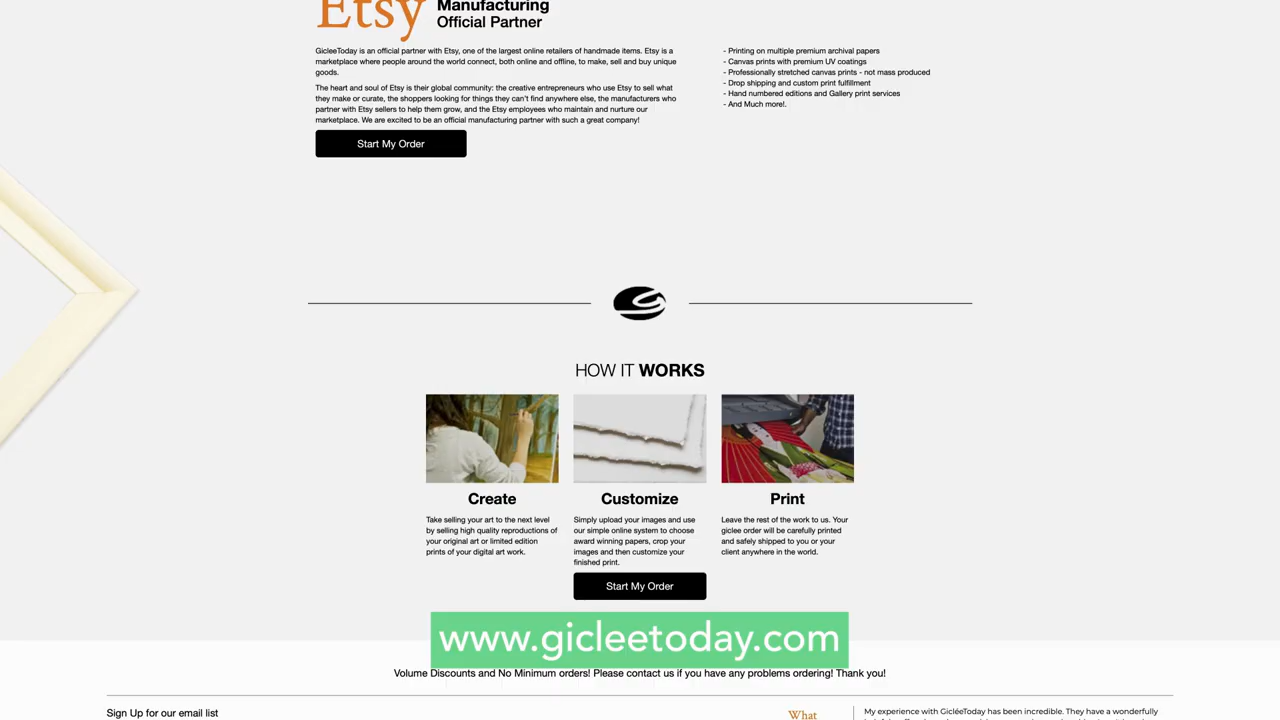 Etsy
Manufacturing
Official Partner
GicleeToday is an official partner with Etsy, one of the largest online retailers of handmade items. Etsy is a
marketplace where people around the world connect, both online and offline, to make, sell and buy unique
goods.
The heart and soul of Etsy is their global community: the creative entrepreneurs who use Etsy to sell what
they make or curate, the shoppers looking for things they can't find anywhere else, the manufacturers who
partner with Etsy sellers to help them grow, and the Etsy employees who maintain and nurture our
marketplace. We are excited to be an official manufacturing partner with such a great company!
Start My Order
- Printing on multiple premium archival papers
- Canvas prints with premium UV coatings
- Professionally stretched canvas prints - not mass produced
- Drop shipping and custom print fulfillment
- Hand numbered editions and Gallery print services
- And Much more!.
HOW IT WORKS
Create
Take selling your art to the next level
by selling high quality reproductions of
your original art or limited edition
prints of your digital art work.
Customize
Simply upload your images and use
our simple online system to choose
award winning papers, crop your
images and then customize your
finished print.
Start My Order
Print
Leave the rest of the work to us. Your
giclee order will be carefully printed
and safely shipped to you or your
client anywhere in the world.
www.gicleetoday.com
Volume Discounts and No Minimum orders! Please contact us if you have any problems ordering! Thank you!
Sign Up for our email list
What
My experience with GicléeToday has been incredible. They have a wonderfully